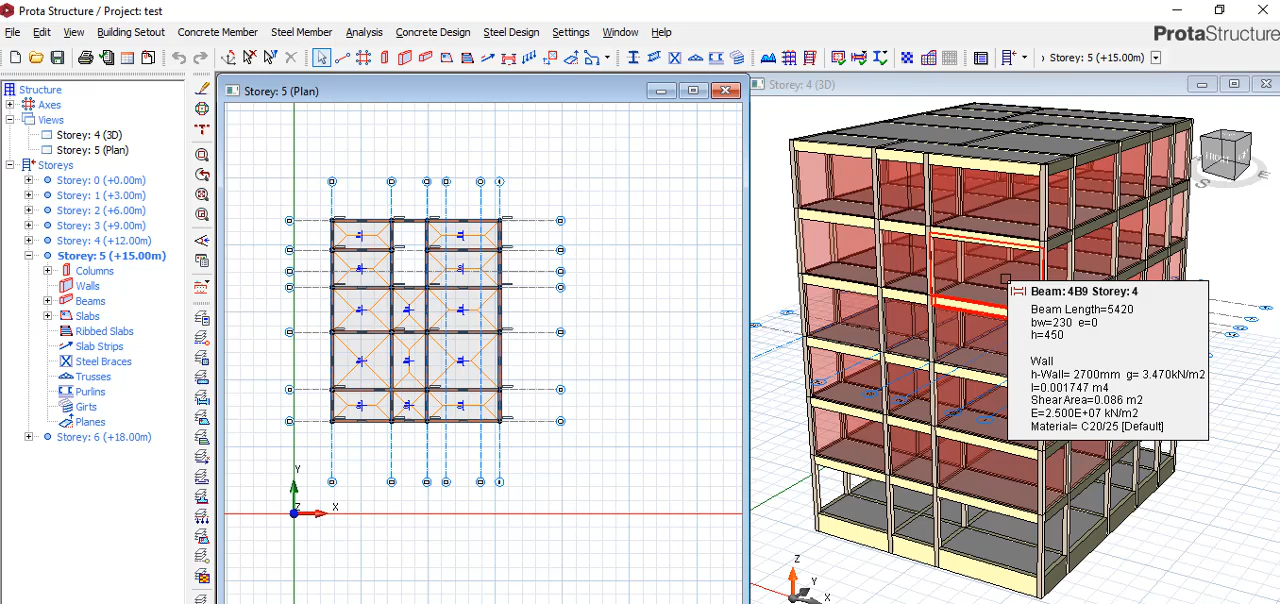 Prota Structure / Project: test
File Edit View Building Setout Concrete Member Steel Member Analysis Concrete Design Steel Design Settings Window Help
ProtaStructure
Storey: 5 (+15.00m)
Structure
Axes
Views
Storey: 4 (3D)
Storey: 5 (Plan)
Storeys
Storey: 0 (+0.00m)
Storey: 1 (+3.00m)
Storey: 2 (+6.00m)
Storey: 3 (+9.00m)
Storey: 4 (+12.00m)
Storey: 5 (+15.00m)
Columns
Walls
Beams
Slabs
Ribbed Slabs
Slab Strips
Steel Braces
Trusses
Purlins
Girts
Planes
Storey: 6 (+18.00m)
Storey: 5 (Plan)
Y
Z
X
Storey: 4 (3D)
FRONT
S
E
Beam: 4B9 Storey: 4
Beam Length=5420
bw=230 e=0
h=450
Wall
h-Wall= 2700mm g= 3.470kN/m2
I=0.001747 m4
Shear Area=0.086 m2
E=2.500E+07 kN/m2
Material= C20/25 [Default]
Z
Y
X